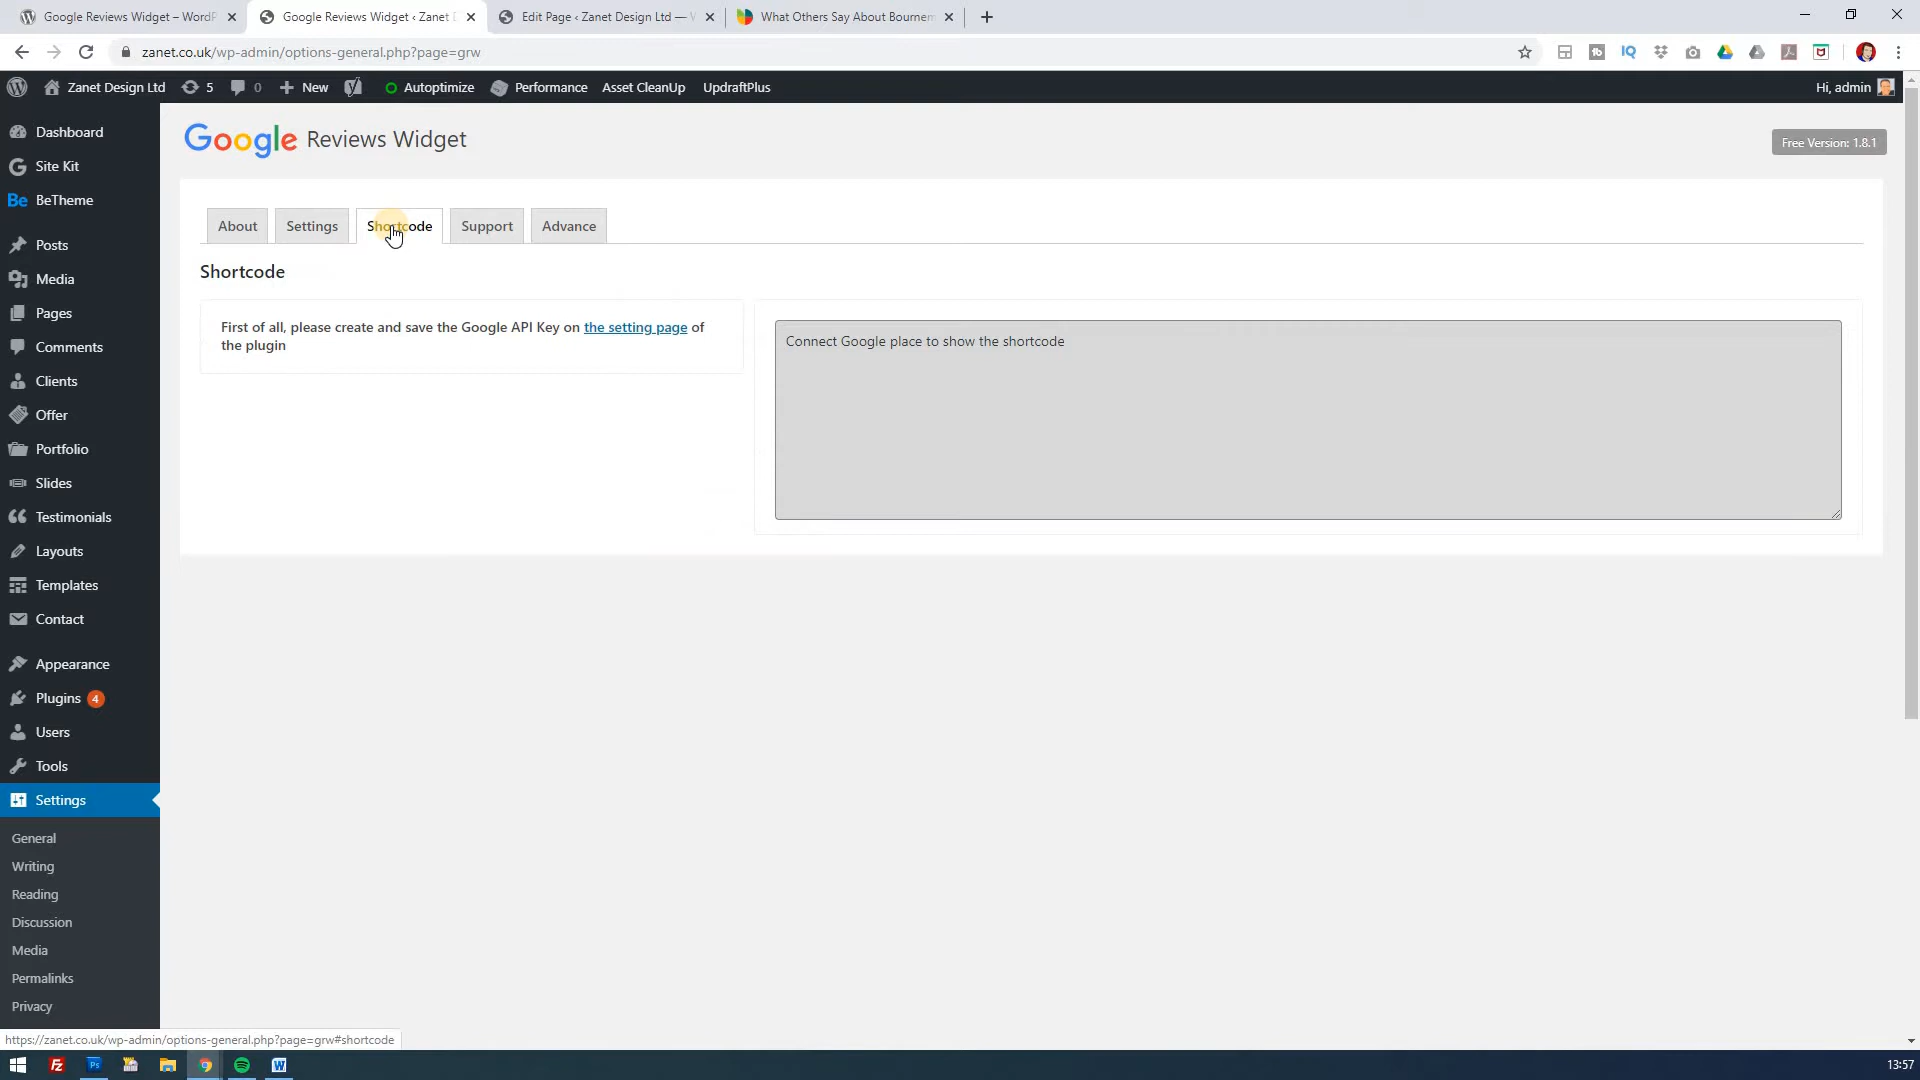 Google Reviews Widget – WordP
Google Reviews Widget ‹ Zanet D
Edit Page ‹ Zanet Design Ltd — W
What Others Say About Bournem
zanet.co.uk/wp-admin/options-general.php?page=grw
Zanet Design Ltd
5
0
New
Autoptimize
Performance
Asset CleanUp
UpdraftPlus
Hi, admin
Dashboard
Site Kit
Be BeTheme
Posts
Media
Pages
Comments
Clients
Offer
Portfolio
Slides
Testimonials
Layouts
Templates
Contact
Appearance
Plugins 4
Users
Tools
Settings
General
Writing
Reading
Discussion
Media
Permalinks
Privacy
Google Reviews Widget
Free Version: 1.8.1
About
Settings
Shortcode
Support
Advance
Shortcode
First of all, please create and save the Google API Key on the setting page of
the plugin
Connect Google place to show the shortcode
https://zanet.co.uk/wp-admin/options-general.php?page=grw#shortcode
13:57